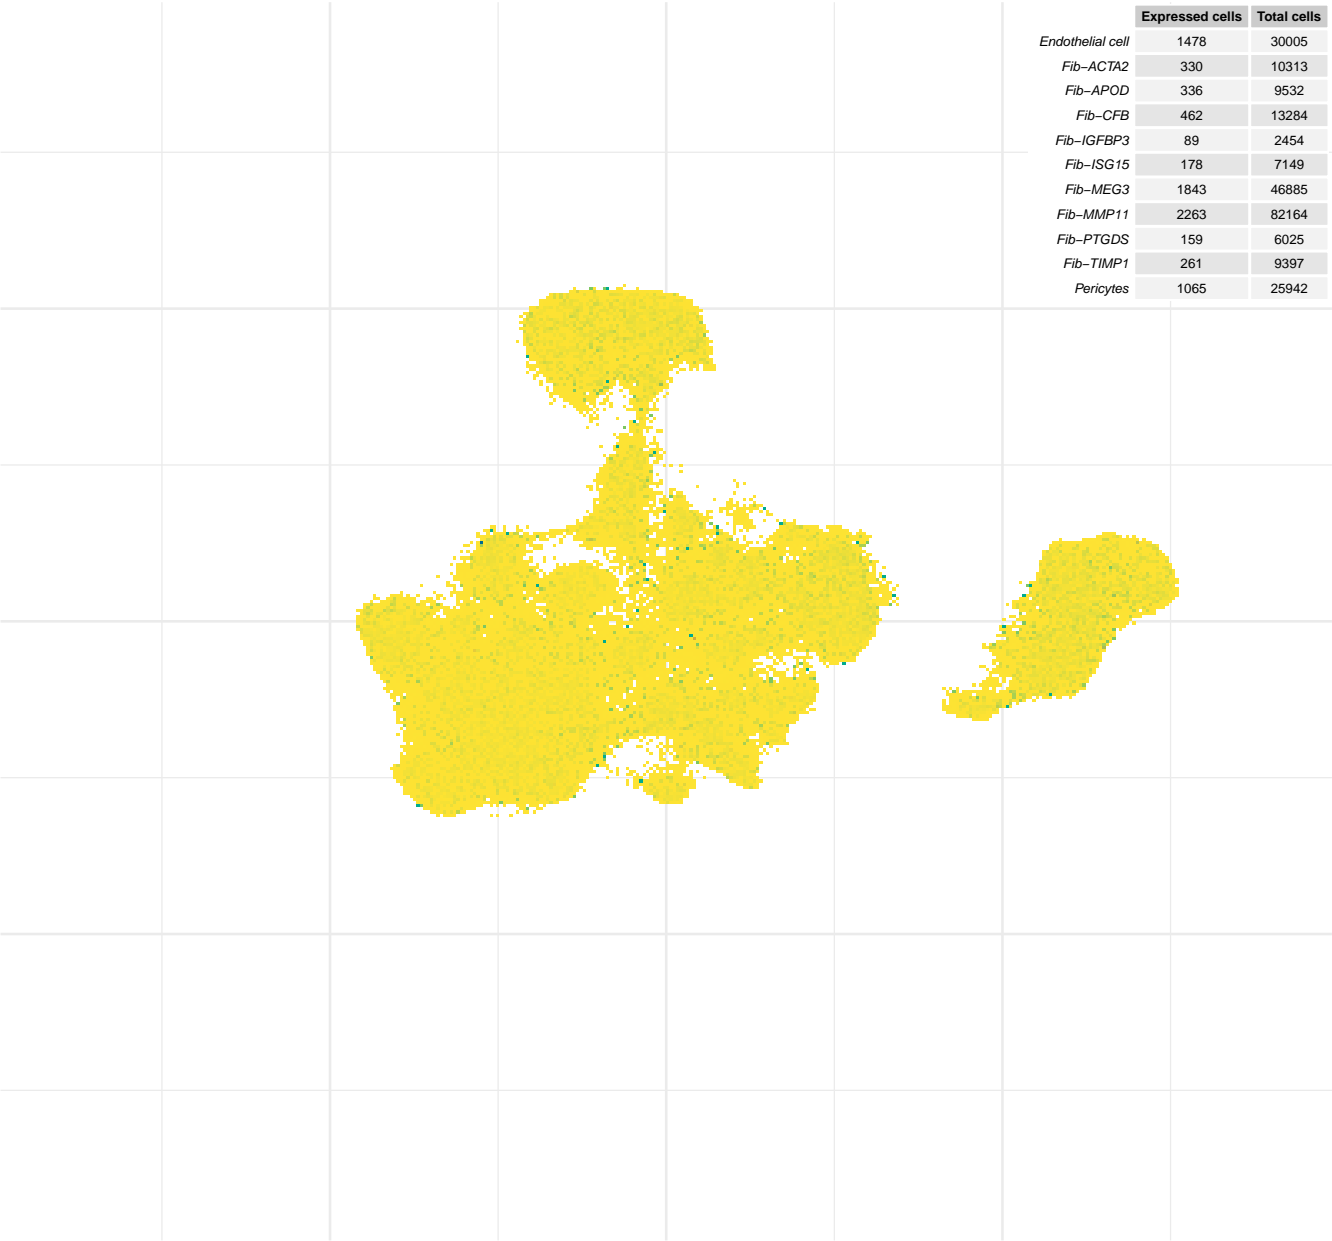 Expressed cells Total cells
Endothelial cell 1478 30005
Fib−ACTA2 330 10313
Fib−APOD 336 9532
Fib−CFB 462 13284
Fib−IGFBP3 89 2454
Fib−ISG15 178 7149
Fib−MEG3 1843 46885
Fib−MMP11 2263 82164
Fib−PTGDS 159 6025
Fib−TIMP1 261 9397
Pericytes 1065 25942